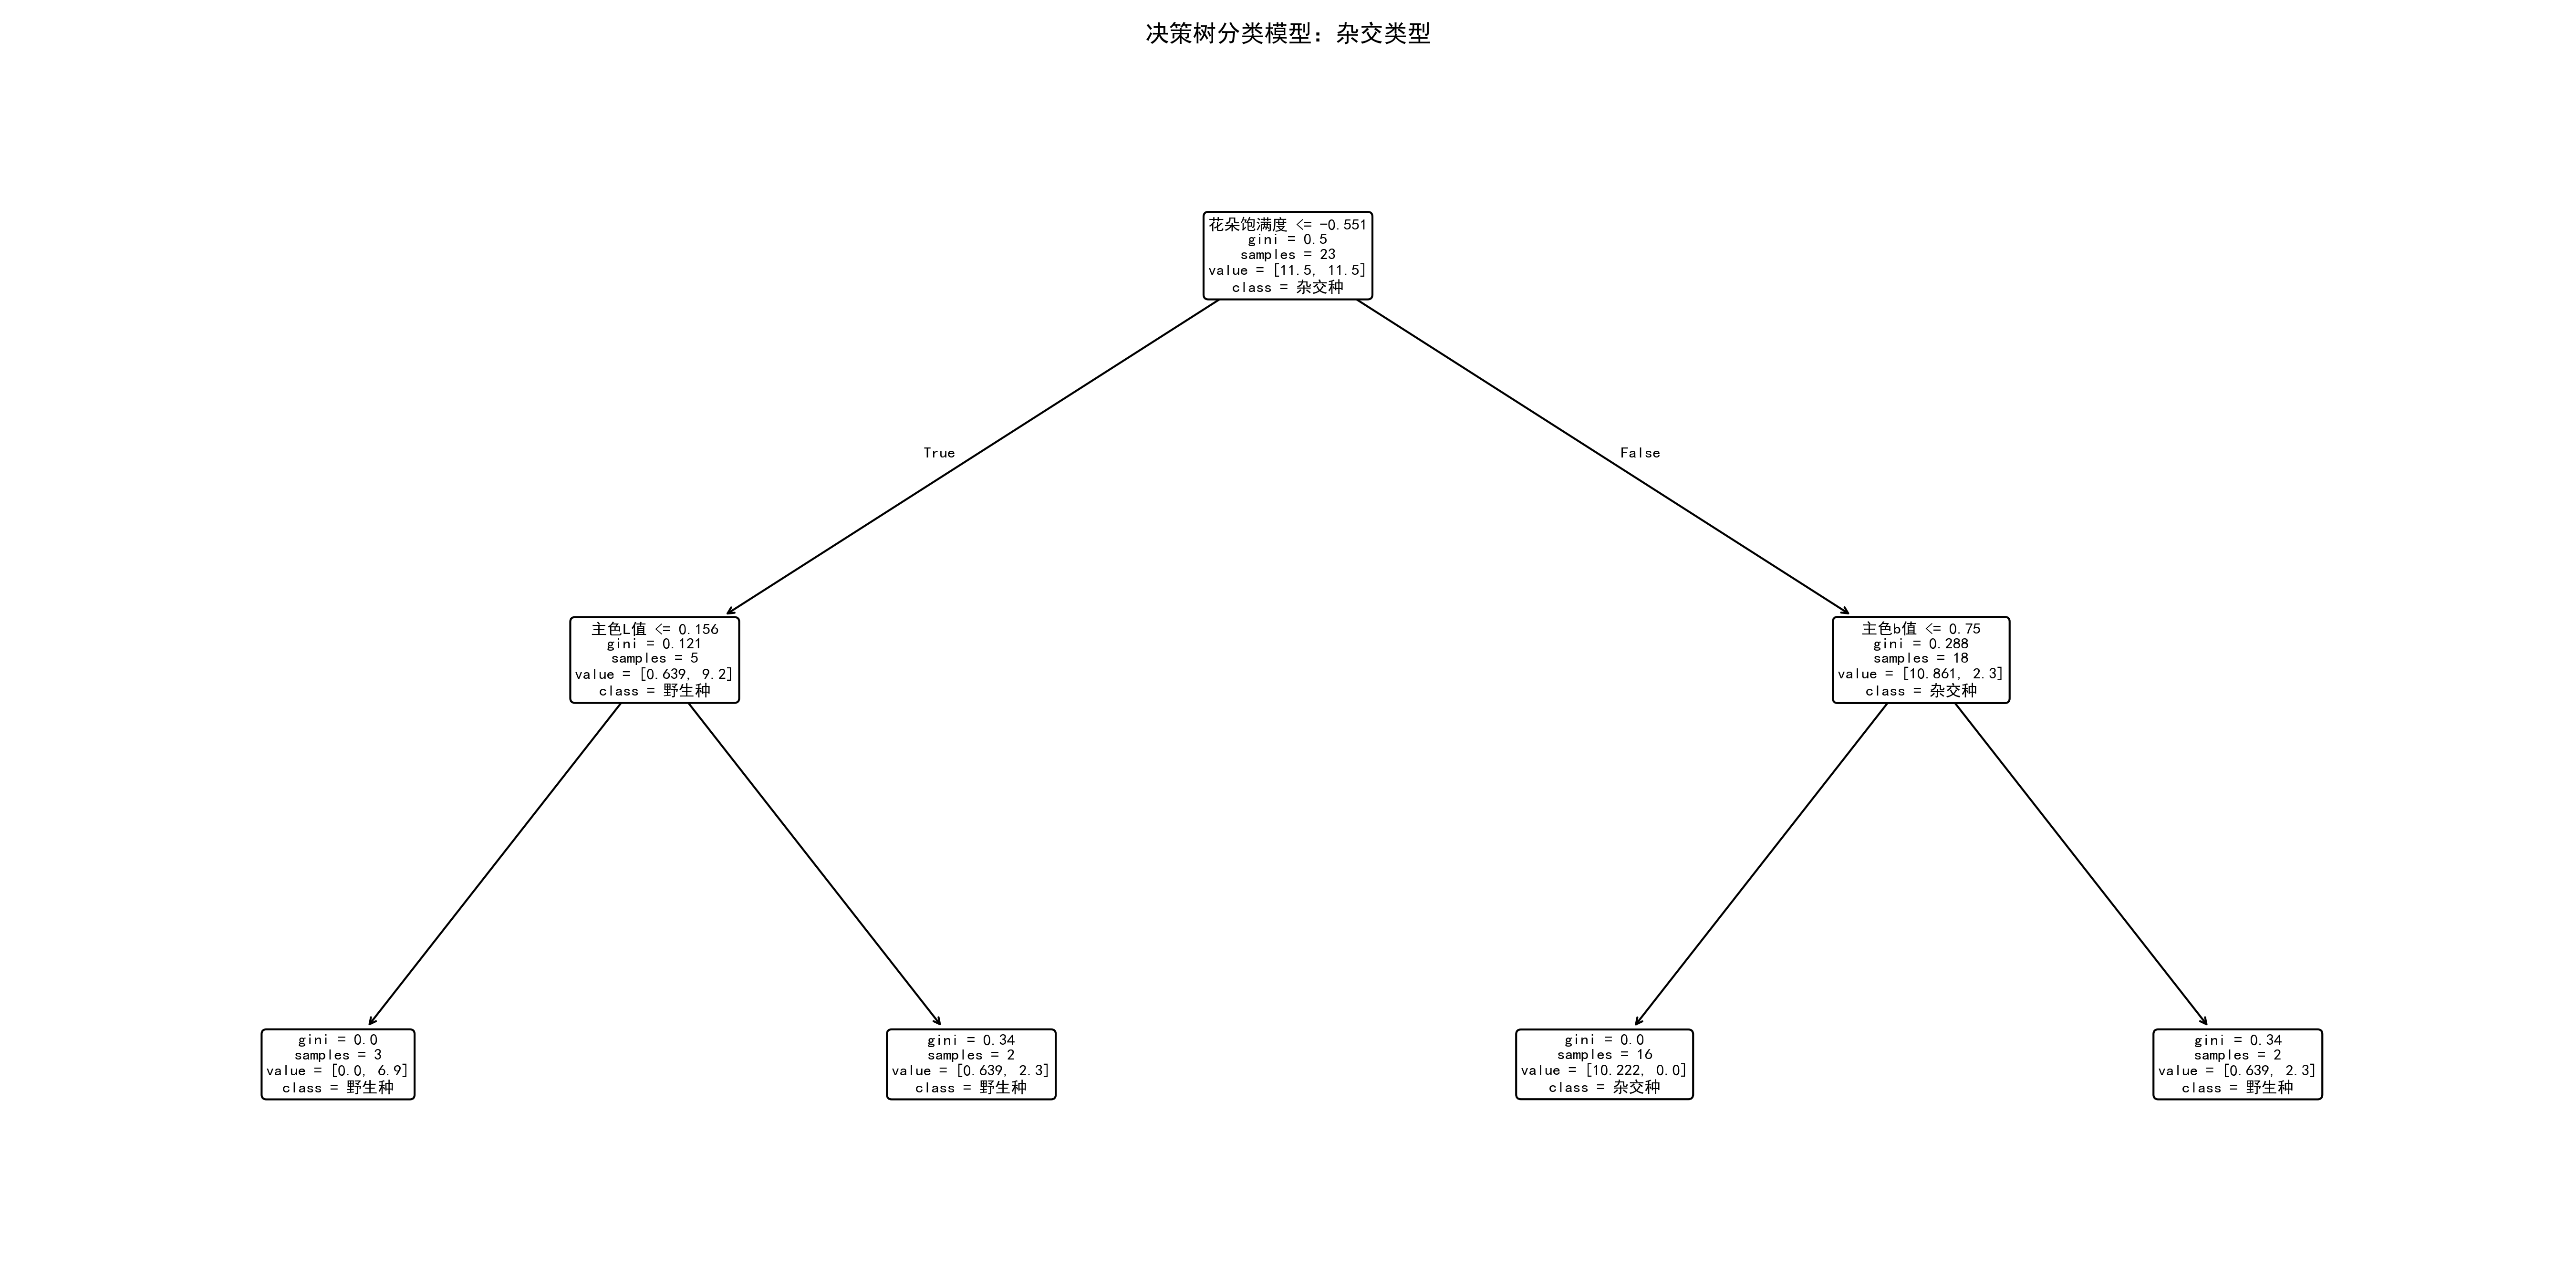 决策树分类模型：杂交类型
花朵饱满度 <= -0.551
gini = 0.5
samples = 23
value = [11.5, 11.5]
class = 杂交种
True
False
主色L值 <= 0.156
gini = 0.121
samples = 5
value = [0.639, 9.2]
class = 野生种
主色b值 <= 0.75
gini = 0.288
samples = 18
value = [10.861, 2.3]
class = 杂交种
gini = 0.0
samples = 3
value = [0.0, 6.9]
class = 野生种
gini = 0.34
samples = 2
value = [0.639, 2.3]
class = 野生种
gini = 0.0
samples = 16
value = [10.222, 0.0]
class = 杂交种
gini = 0.34
samples = 2
value = [0.639, 2.3]
class = 野生种